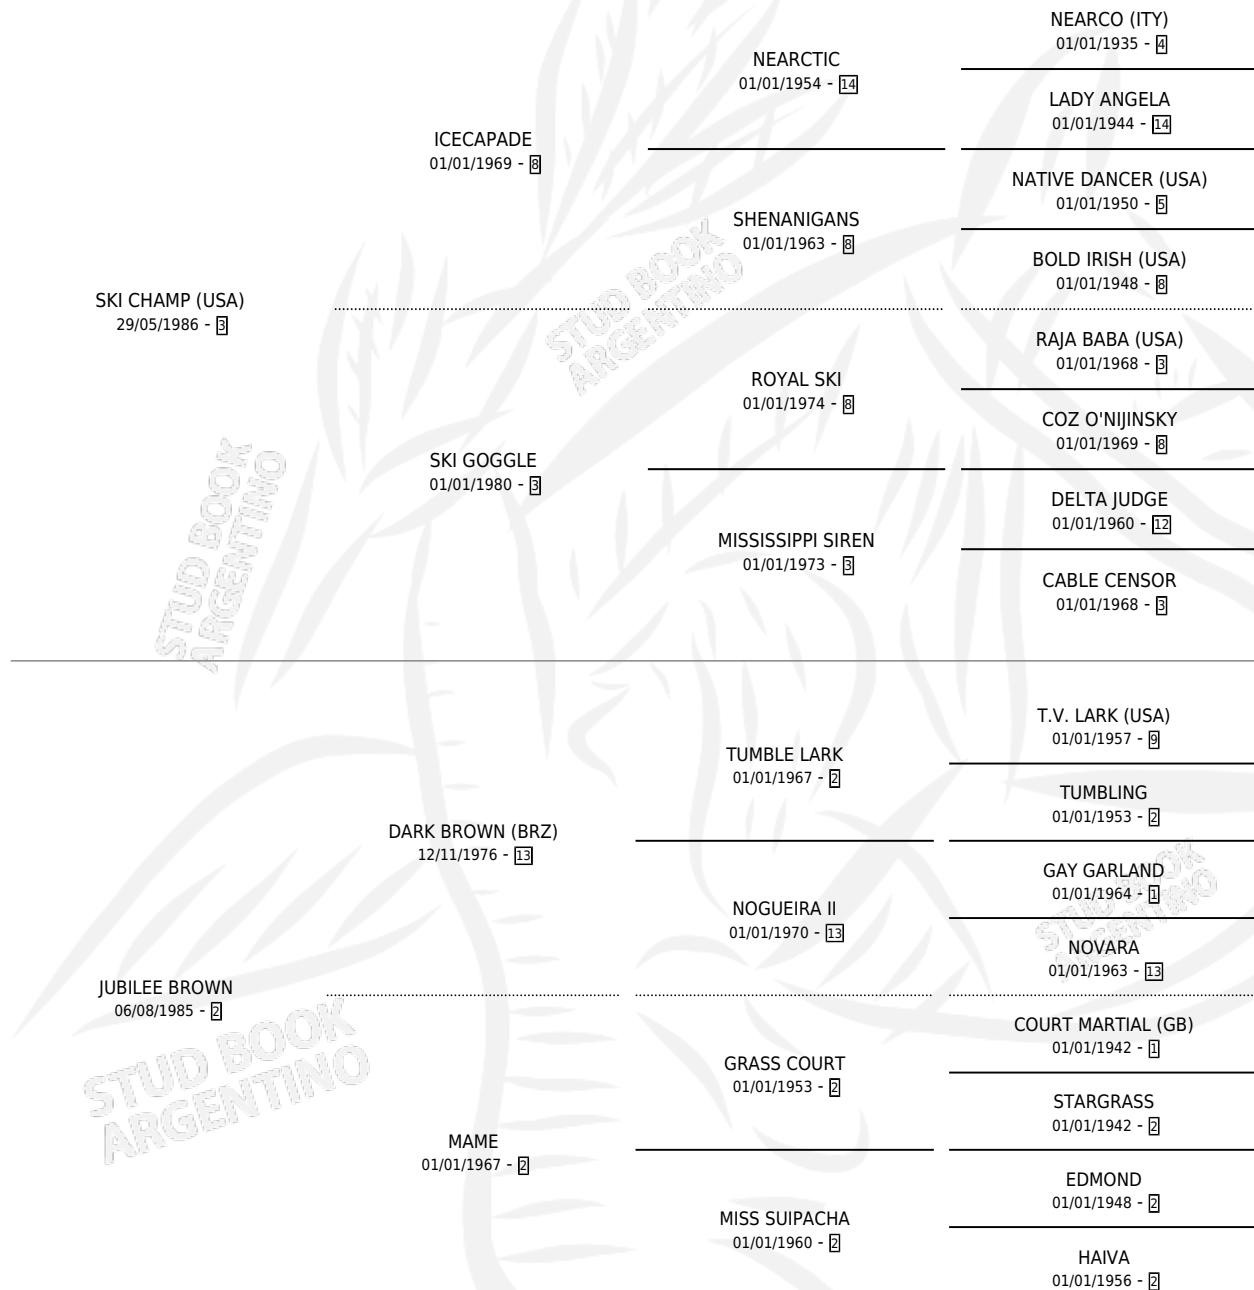 NEARCO (ITY)
01/01/1935 - 4
NEARCTIC
01/01/1954 - 14
LADY ANGELA
01/01/1944 - 14
ICECAPADE
01/01/1969 - 8
NATIVE DANCER (USA)
01/01/1950 - 5
SHENANIGANS
01/01/1963 - 8
BOLD IRISH (USA)
01/01/1948 - 8
SKI CHAMP (USA)
29/05/1986 - 3
RAJA BABA (USA)
01/01/1968 - 3
ROYAL SKI
01/01/1974 - 8
COZ O'NIJINSKY
01/01/1969 - 8
SKI GOGGLE
01/01/1980 - 3
DELTA JUDGE
01/01/1960 - 12
MISSISSIPPI SIREN
01/01/1973 - 3
CABLE CENSOR
01/01/1968 - 3
T.V. LARK (USA)
01/01/1957 - 9
TUMBLE LARK
01/01/1967 - 2
TUMBLING
01/01/1953 - 2
DARK BROWN (BRZ)
12/11/1976 - 13
GAY GARLAND
01/01/1964 - 1
NOGUEIRA II
01/01/1970 - 13
NOVARA
01/01/1963 - 13
JUBILEE BROWN
06/08/1985 - 2
COURT MARTIAL (GB)
01/01/1942 - 1
GRASS COURT
01/01/1953 - 2
STARGRASS
01/01/1942 - 2
MAME
01/01/1967 - 2
EDMOND
01/01/1948 - 2
MISS SUIPACHA
01/01/1960 - 2
HAIVA
01/01/1956 - 2
STUD BOOK
ARGENTINO
STUD BOOK
ARGENTINO
STUD BOOK
ARGENTINO
STUD BOOK
ARGENTINO